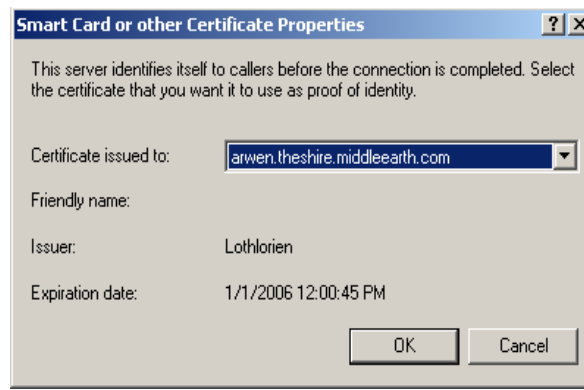 Smart Card or other Certificate Properties
This server identifies itself to callers before the connection is completed. Select
the certificate that you want it to use as proof of identity.
Certificate issued to: arwen.theshire.middleearth.com
Friendly name:
Issuer: Lothlorien
Expiration date: 1/1/2006 12:00:45 PM
OK Cancel